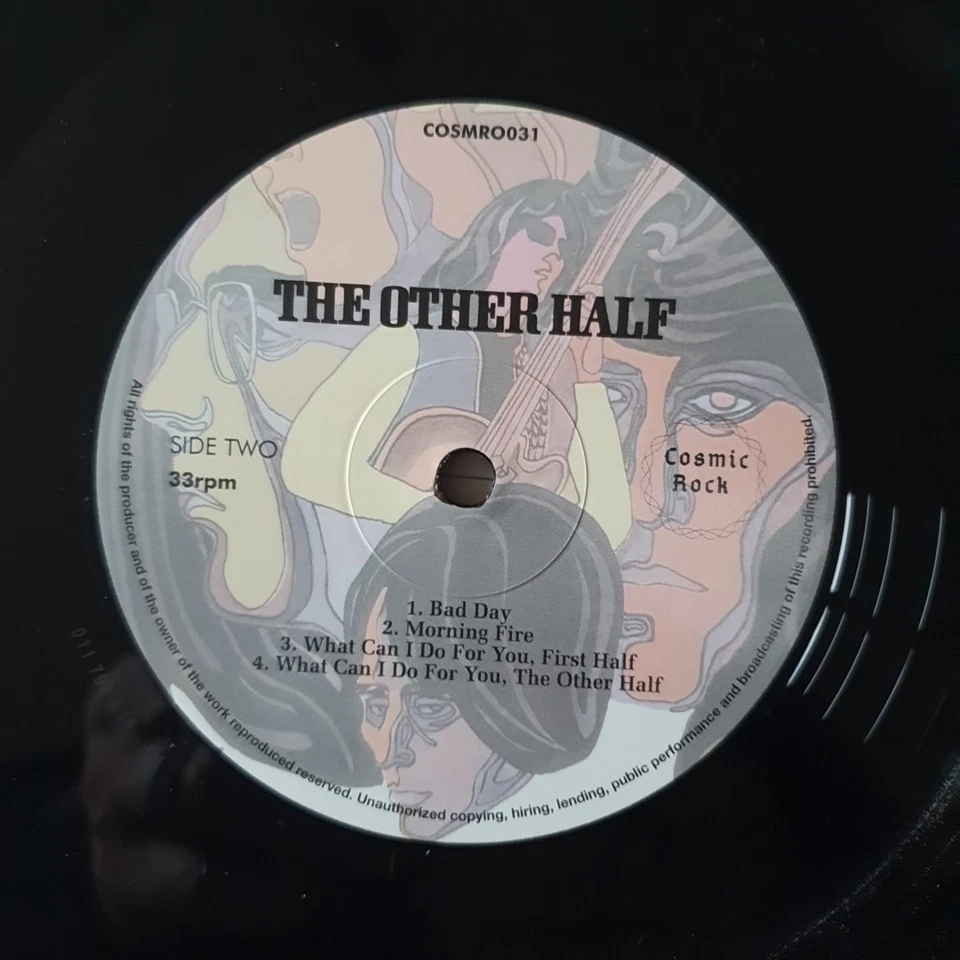 COSMRO031
THE OTHER HALF
SIDE TWO
33rpm
Cosmic
Rock
1. Bad Day
2. Morning Fire
3. What Can I Do For You, First Half
4. What Can I Do For You, The Other Half
All rights of the producer and of the owner of the work reproduced reserved. Unauthorized copying, hiring, lending, public performance and broadcasting of this recording prohibited.